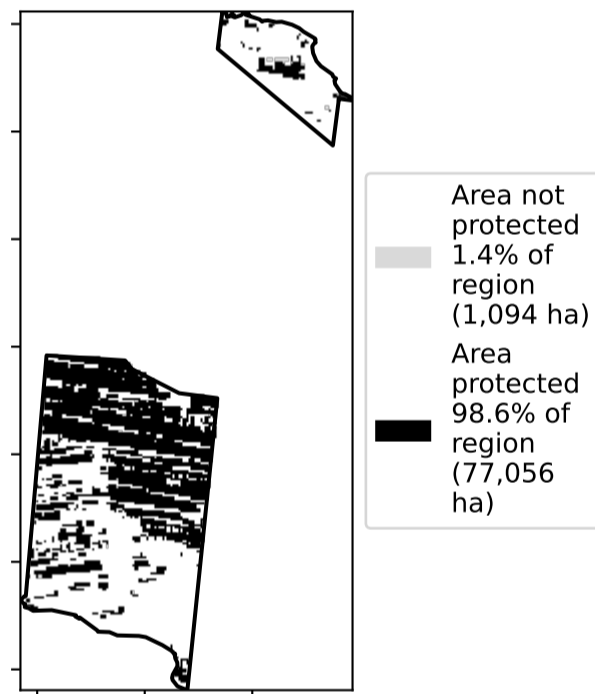 Area not
protected
1.4% of
region
(1,094 ha)
Area
protected
98.6% of
region
(77,056
ha)